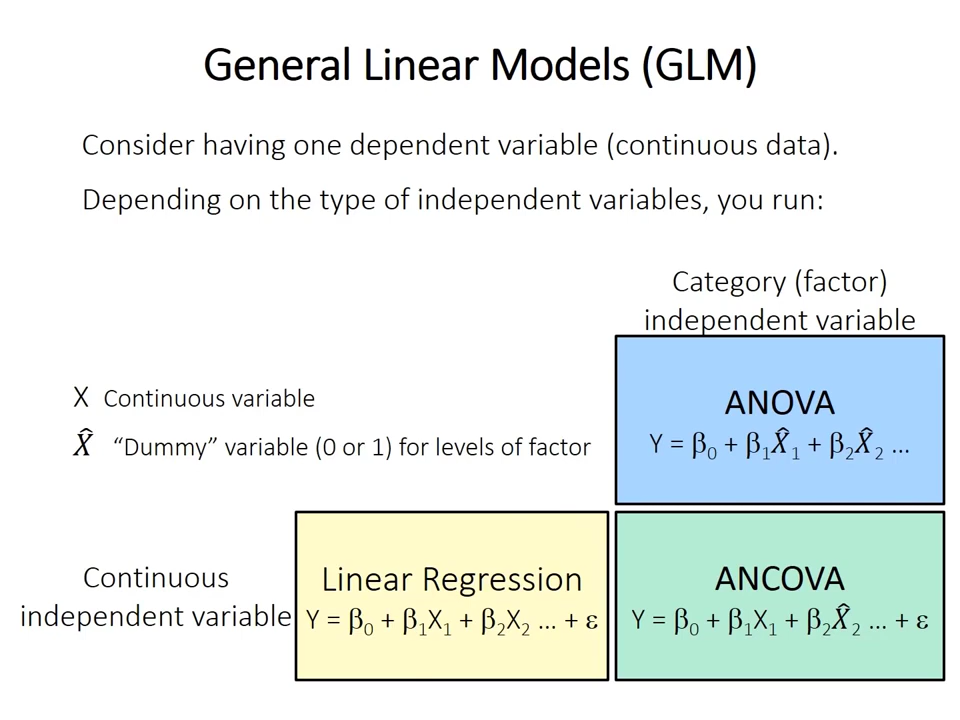 General Linear Models (GLM)
Consider having one dependent variable (continuous data).
Depending on the type of independent variables, you run:
Category (factor)
independent variable
X Continuous variable
X̂ “Dummy” variable (0 or 1) for levels of factor
ANOVA
Y = β₀ + β₁X̂₁ + β₂X̂₂ ...
Continuous
independent variable
Linear Regression
Y = β₀ + β₁X₁ + β₂X₂ ... + ε
ANCOVA
Y = β₀ + β₁X₁ + β₂X̂₂ ... + ε